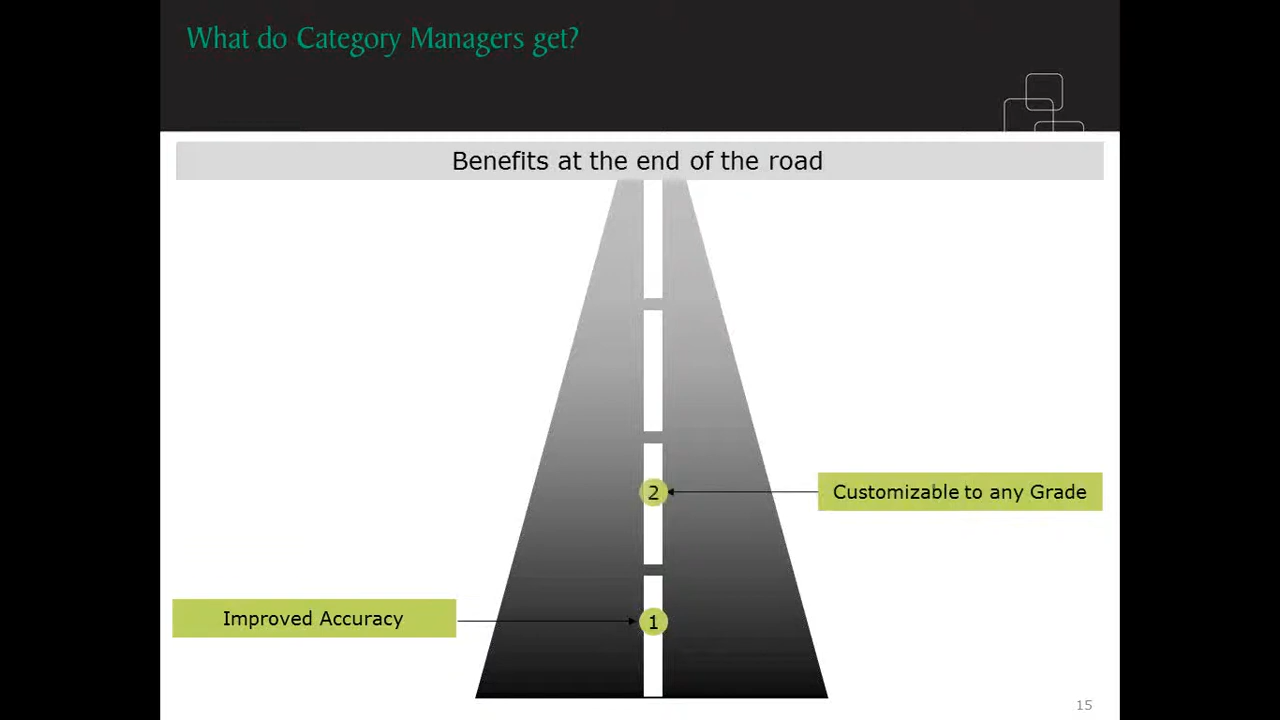 What do Category Managers get?
Benefits at the end of the road
2
Customizable to any Grade
Improved Accuracy
1
15